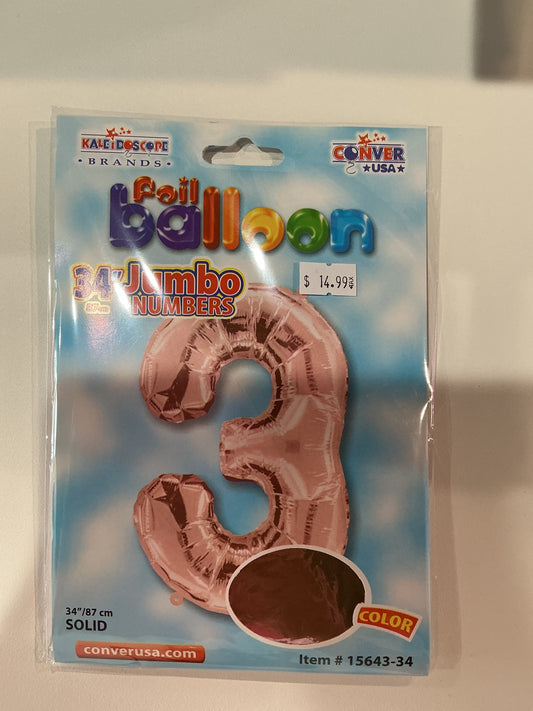 KALEIDOSCOPE
BRANDS
CONVER
USA
foil
balloon
34" Jumbo
87cm NUMBERS
$ 14.99
34"/87 cm
SOLID
COLOR
converusa.com
Item # 15643-34